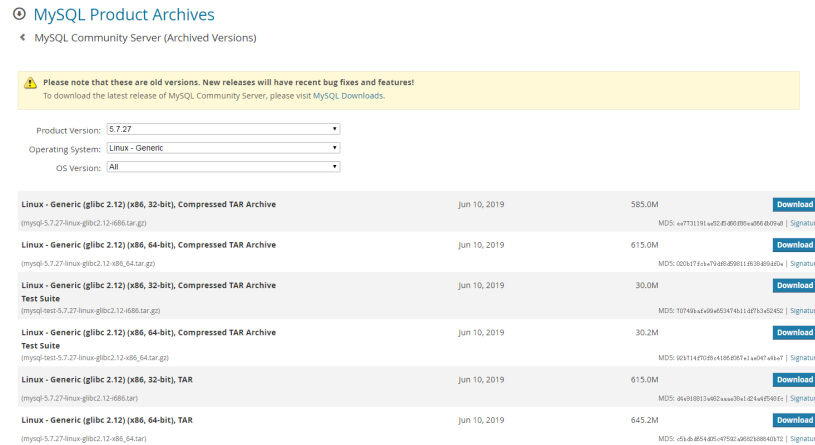 MySQL Product Archives
MySQL Community Server (Archived Versions)
Please note that these are old versions. New releases will have recent bug fixes and features!
To download the latest release of MySQL Community Server, please visit MySQL Downloads.
Product Version: 5.7.27
Operating System: Linux - Generic
OS Version: All
Linux - Generic (glibc 2.12) (x86, 32-bit), Compressed TAR Archive Jun 10, 2019 585.0M Download
(mysql-5.7.27-linux-glibc2.12-i686.tar.gz) MD5: | Signatur
Linux - Generic (glibc 2.12) (x86, 64-bit), Compressed TAR Archive Jun 10, 2019 615.0M Download
(mysql-5.7.27-linux-glibc2.12-x86_64.tar.gz) MD5: | Signatur
Linux - Generic (glibc 2.12) (x86, 32-bit), Compressed TAR Archive Jun 10, 2019 30.0M Download
Test Suite
(mysql-test-5.7.27-linux-glibc2.12-i686.tar.gz) MD5: | Signatur
Linux - Generic (glibc 2.12) (x86, 64-bit), Compressed TAR Archive Jun 10, 2019 30.2M Download
Test Suite
(mysql-test-5.7.27-linux-glibc2.12-x86_64.tar.gz) MD5: | Signatur
Linux - Generic (glibc 2.12) (x86, 32-bit), TAR Jun 10, 2019 615.0M Download
(mysql-5.7.27-linux-glibc2.12-i686.tar) MD5: | Signatur
Linux - Generic (glibc 2.12) (x86, 64-bit), TAR Jun 10, 2019 645.2M Download
(mysql-5.7.27-linux-glibc2.12-x86_64.tar) MD5: | Signatur